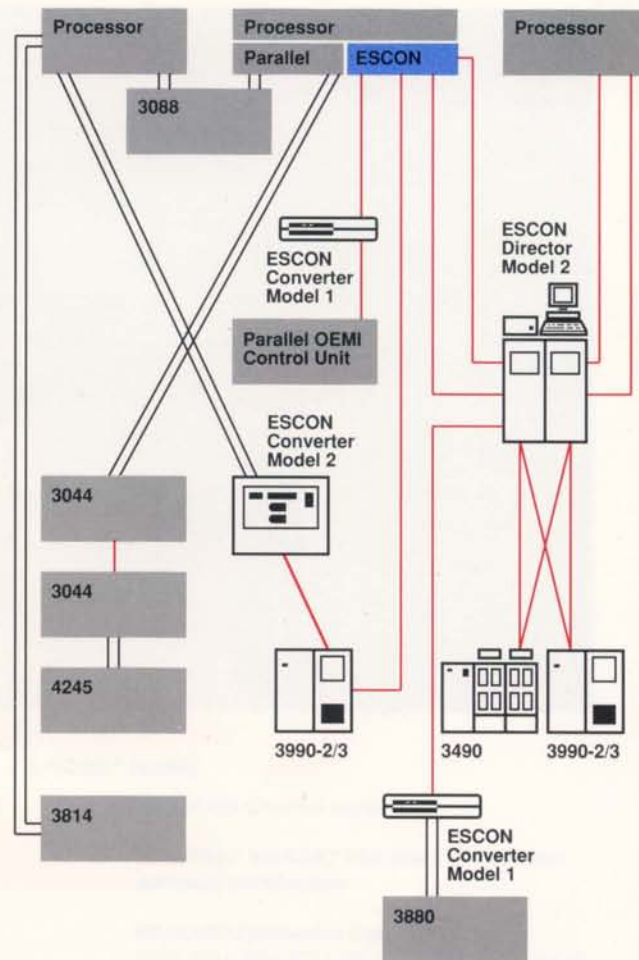 Processor
Processor
Processor
Parallel
ESCON
3088
ESCON
Converter
Model 1
ESCON
Director
Model 2
Parallel OEMI
Control Unit
ESCON
Converter
Model 2
3044
3044
4245
3990-2/3
3490
3990-2/3
3814
ESCON
Converter
Model 1
3880